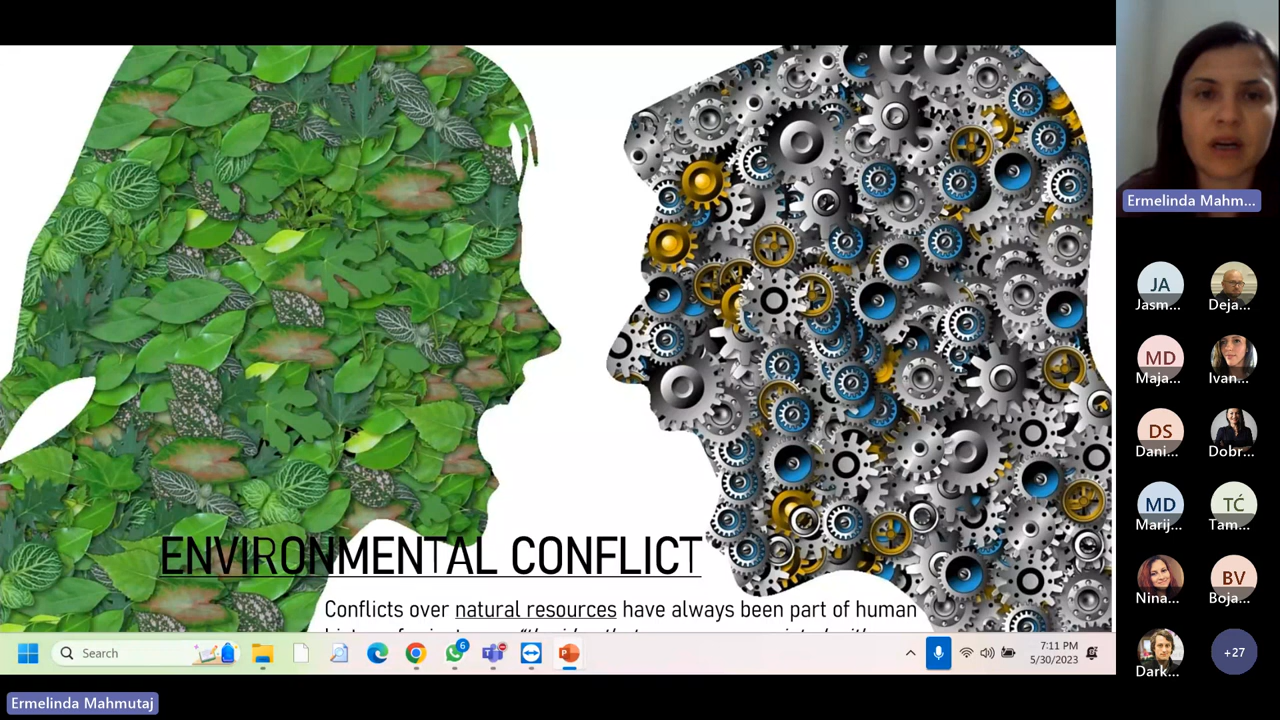 ENVIRONMENTAL CONFLICT
Conflicts over natural resources have always been part of human
Search
6
7:11 PM
5/30/2023
Ermelinda Mahmutaj
Ermelinda Mahm...
JA
Jasm...
Deja...
MD
Maja...
Ivan...
DS
Dani...
Dobr...
MD
Marij...
TĆ
Tam...
Nina...
BV
Boja...
Dark...
+27